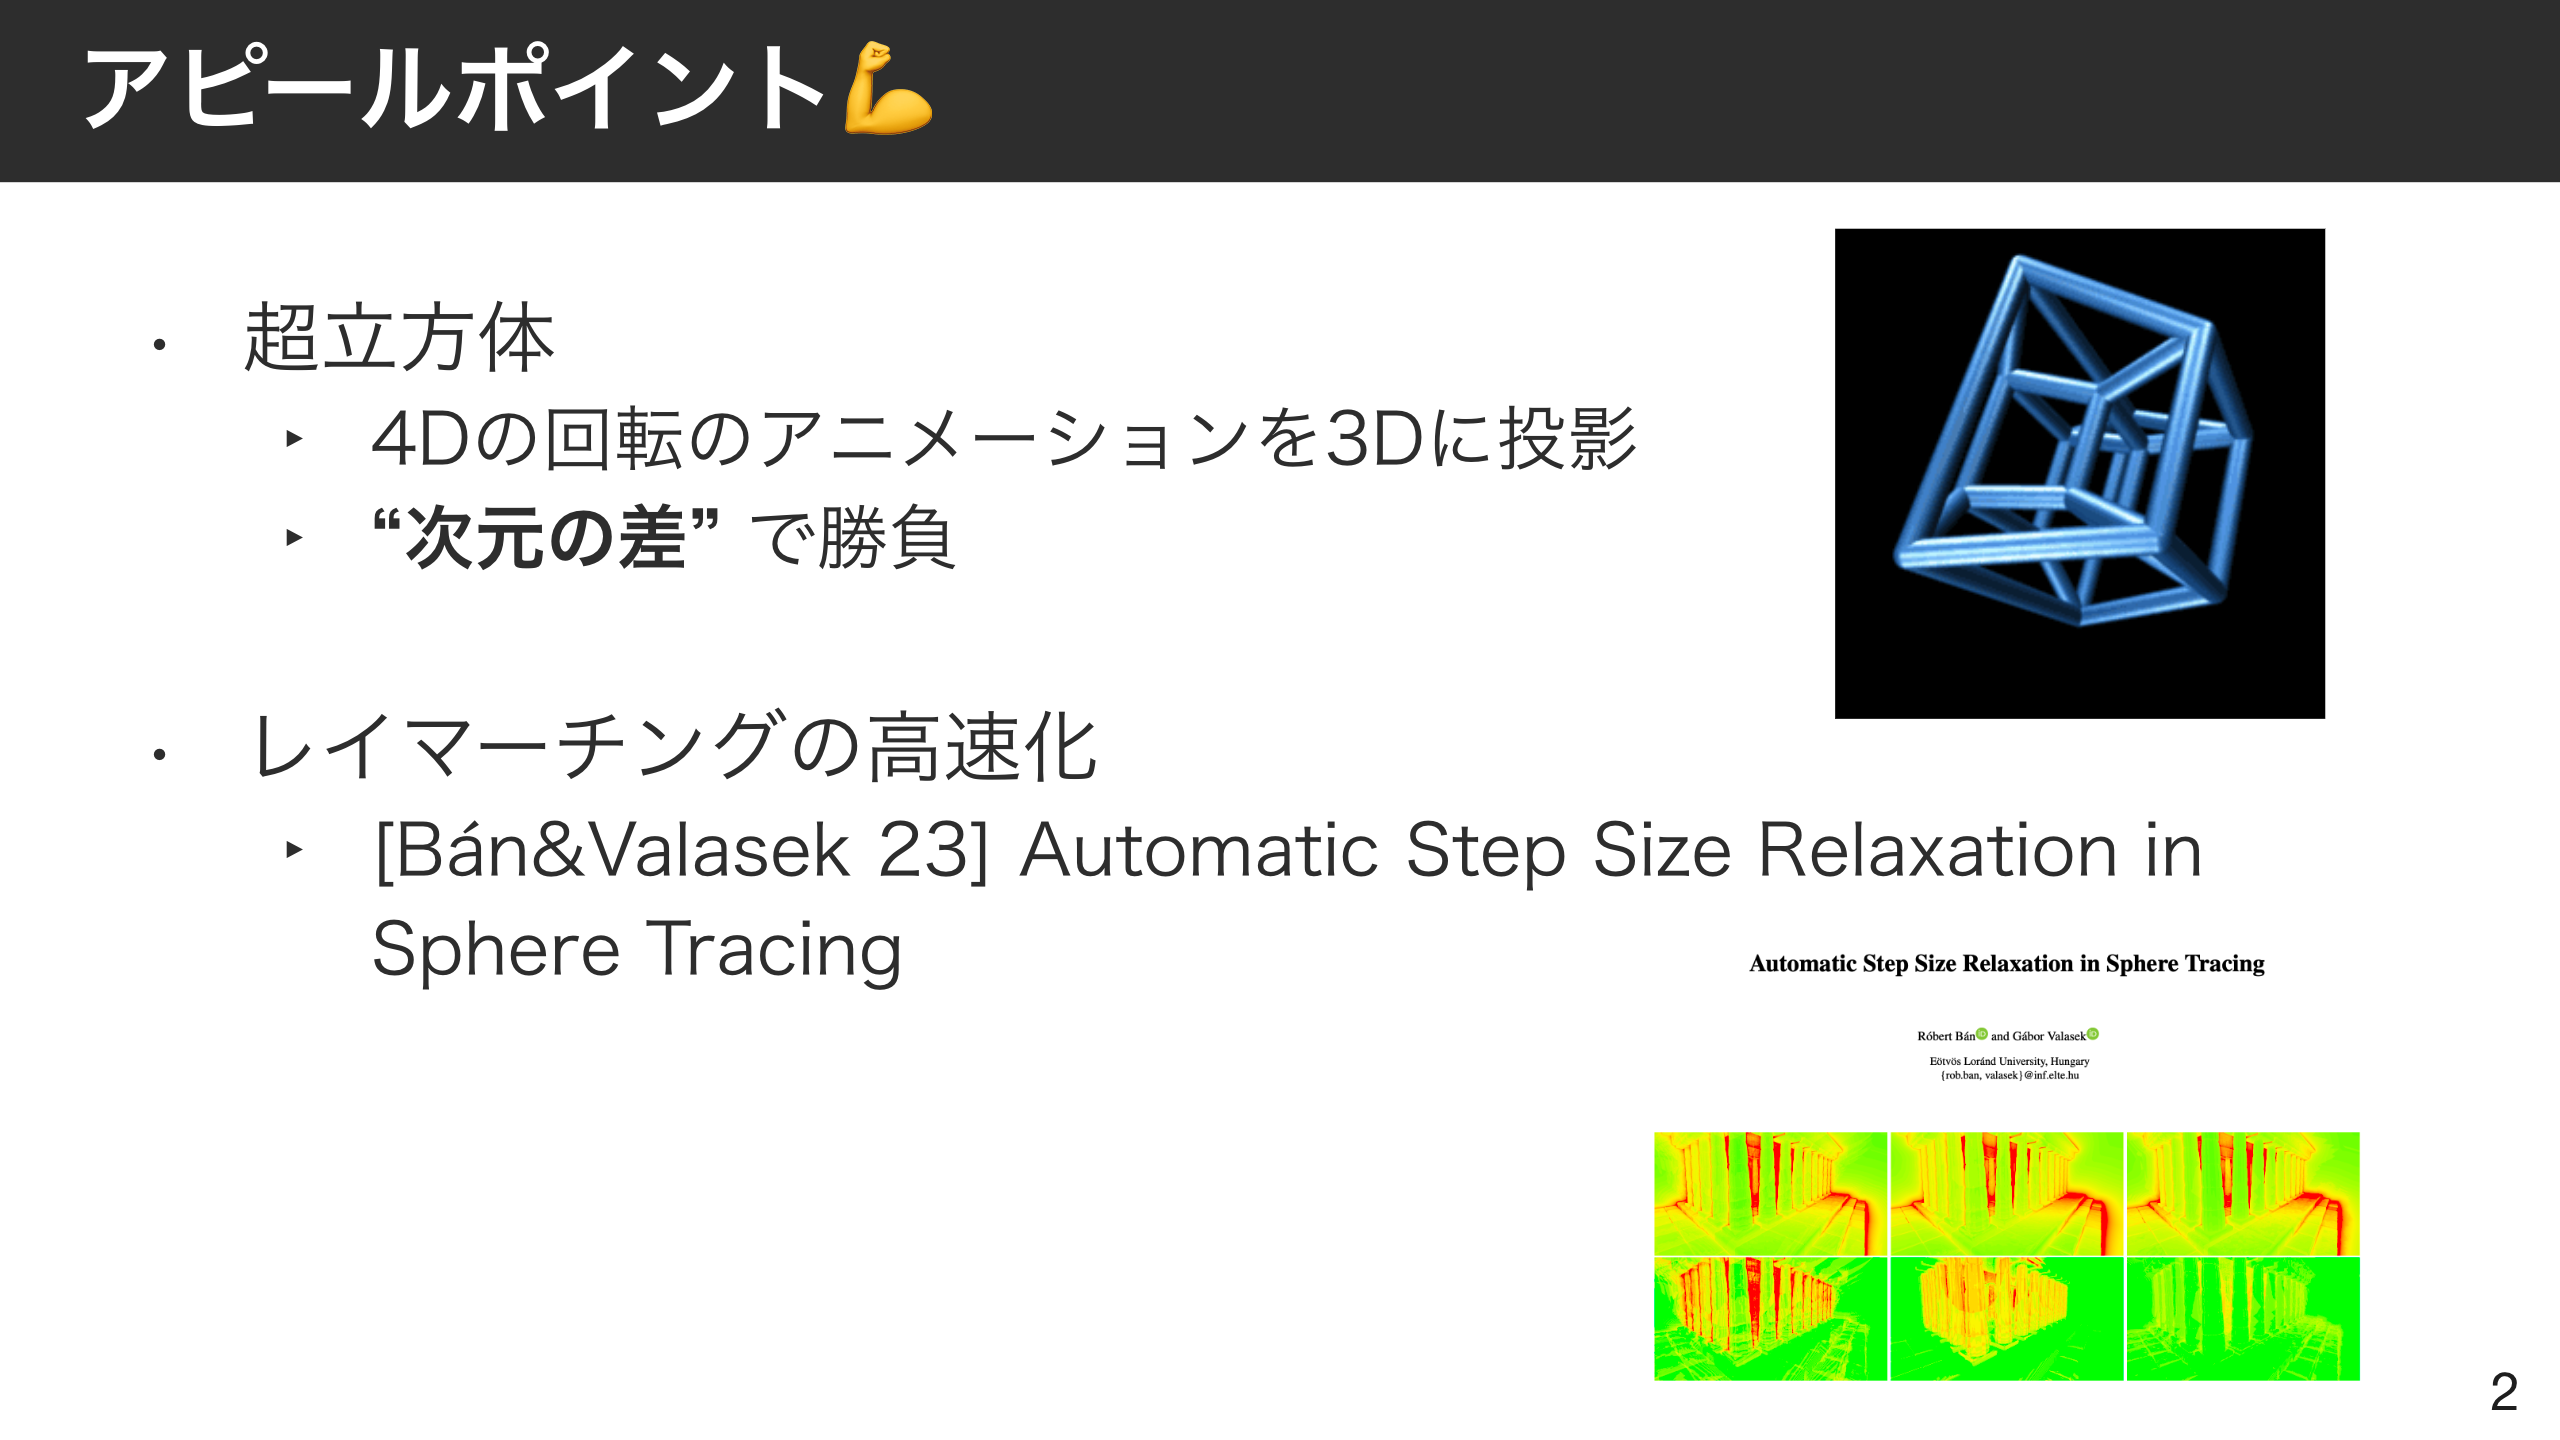 アピールポイント💪
・ 超立方体
‣ 4Dの回転のアニメーションを3Dに投影
‣ “次元の差” で勝負
・ レイマーチングの高速化
‣ [Bán&Valasek 23] Automatic Step Size Relaxation in
Sphere Tracing
Automatic Step Size Relaxation in Sphere Tracing
Róbert Bán and Gábor Valasek
Eötvös Loránd University, Hungary
{rob.ban, valasek}@inf.elte.hu
2